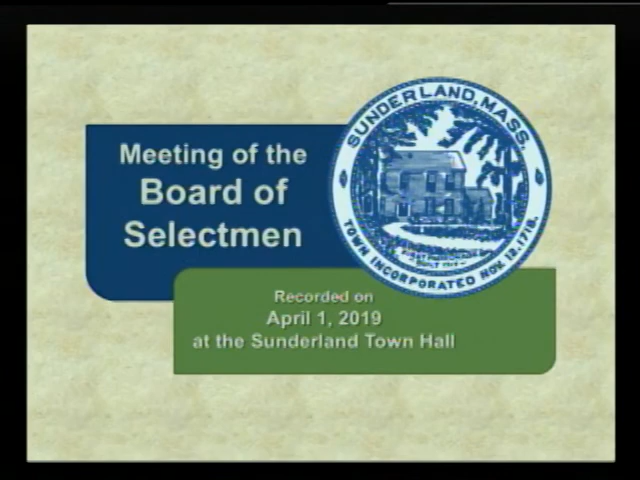 Meeting of the
Board of
Selectmen
SUNDERLAND, MASS.
TOWN INCORPORATED NOV. 12, 1718.
Recorded on
April 1, 2019
at the Sunderland Town Hall